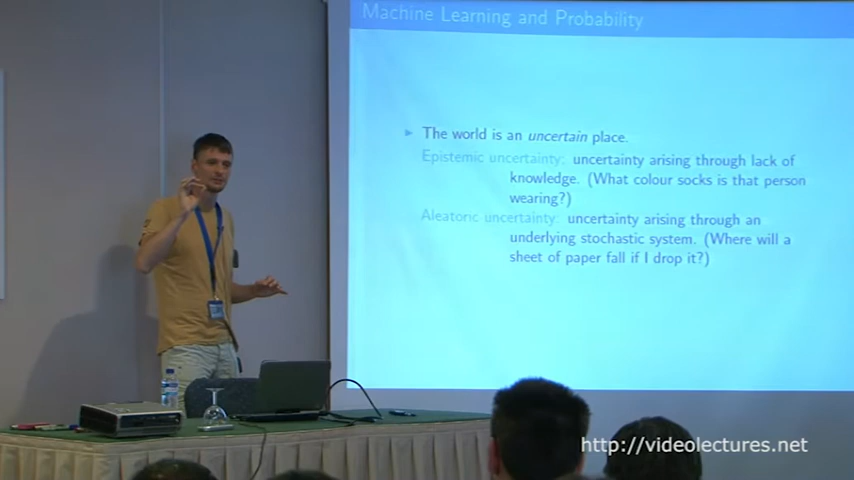 Machine Learning and Probability
► The world is an uncertain place.
Epistemic uncertainty: uncertainty arising through lack of
knowledge. (What colour socks is that person
wearing?)
Aleatoric uncertainty: uncertainty arising through an
underlying stochastic system. (Where will a
sheet of paper fall if I drop it?)
http://videolectures.net